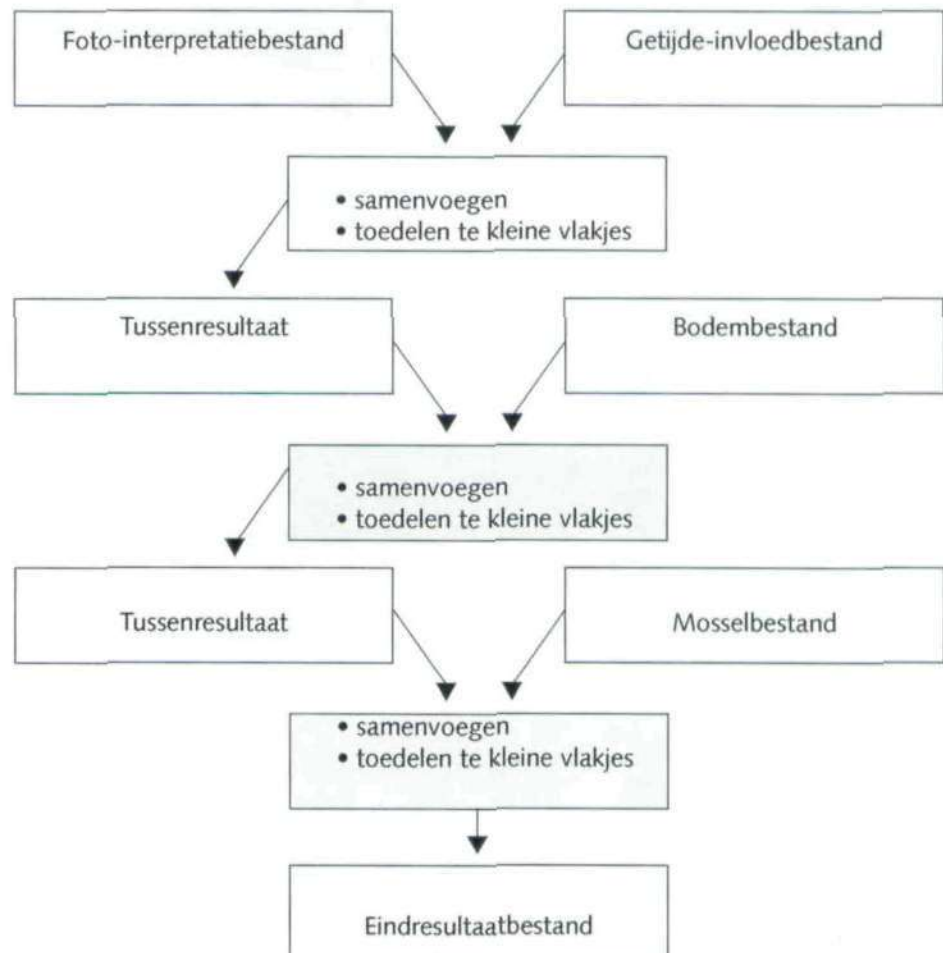 Foto-interpretatiebestand
Getijde-invloedbestand
• samenvoegen
• toedelen te kleine vlakjes
Tussenresultaat
Bodembestand
• samenvoegen
• toedelen te kleine vlakjes
Tussenresultaat
Mosselbestand
• samenvoegen
• toedelen te kleine vlakjes
Eindresultaatbestand